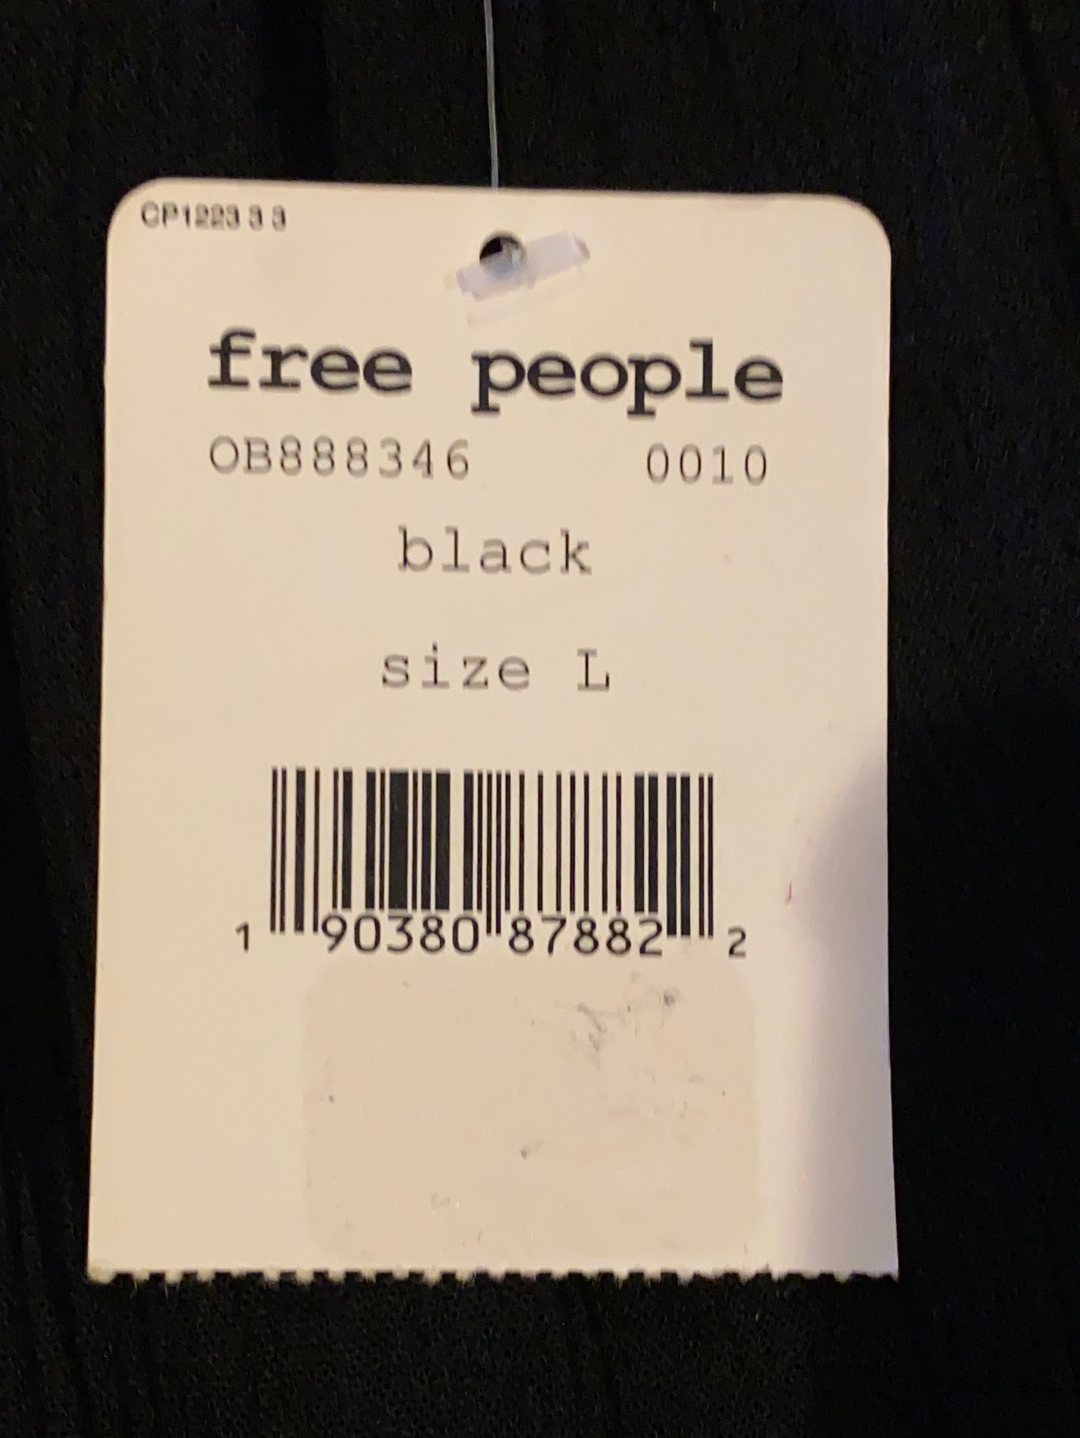 CP1223 3 3
free people
OB888346 0010
black
size L
1 90380 87882 2